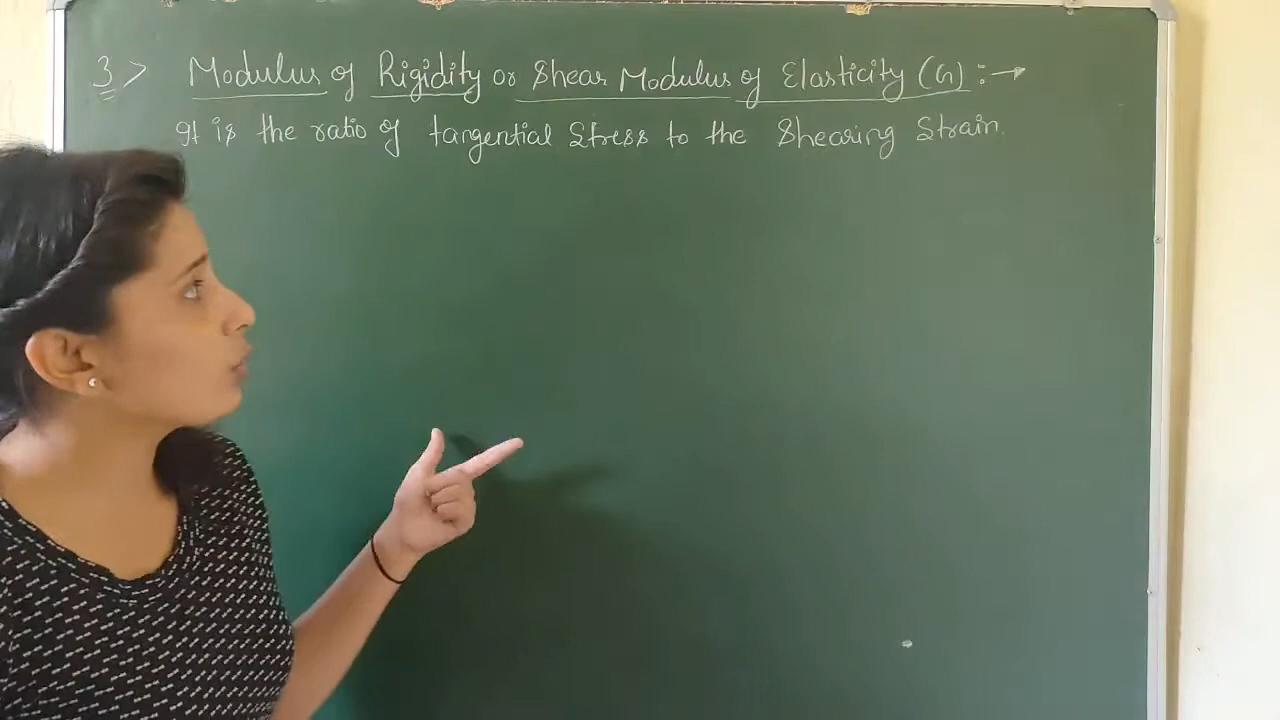 3> Modulus of Rigidity or Shear Modulus of Elasticity (G) :→
It is the ratio of tangential Stress to the Shearing Strain.